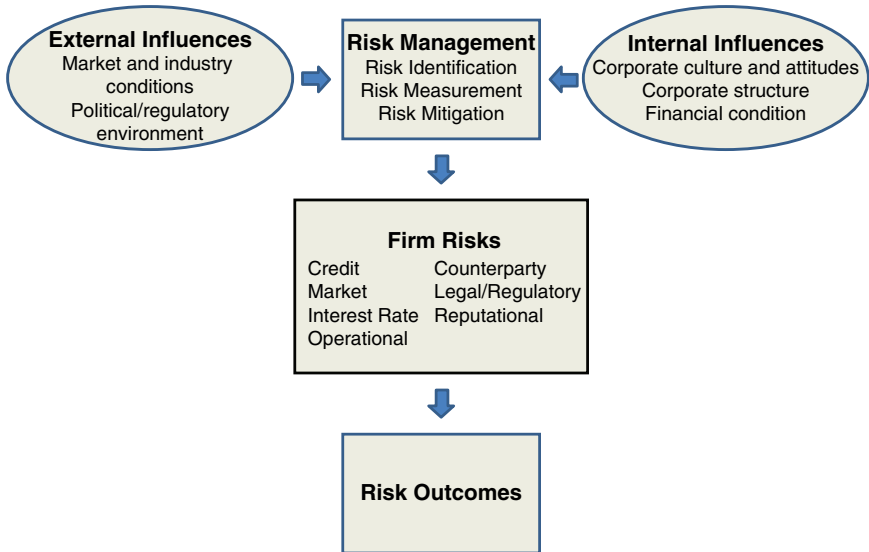 External Influences
Market and industry
conditions
Political/regulatory
environment
Risk Management
Risk Identification
Risk Measurement
Risk Mitigation
Internal Influences
Corporate culture and attitudes
Corporate structure
Financial condition
Firm Risks
Credit
Market
Interest Rate
Operational
Counterparty
Legal/Regulatory
Reputational
Risk Outcomes